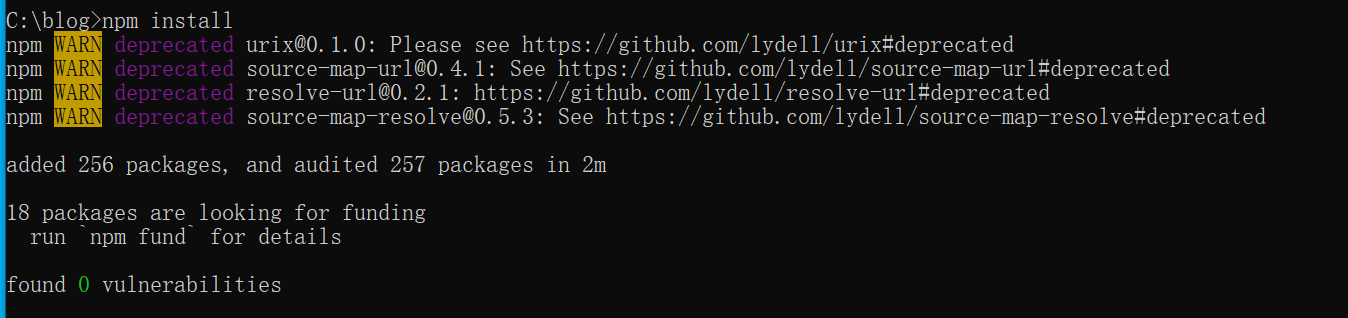 C:\blog>npm install
npm WARN deprecated urix@0.1.0: Please see https://github.com/lydell/urix#deprecated
npm WARN deprecated source-map-url@0.4.1: See https://github.com/lydell/source-map-url#deprecated
npm WARN deprecated resolve-url@0.2.1: https://github.com/lydell/resolve-url#deprecated
npm WARN deprecated source-map-resolve@0.5.3: See https://github.com/lydell/source-map-resolve#deprecated
added 256 packages, and audited 257 packages in 2m
18 packages are looking for funding
  run `npm fund` for details
found 0 vulnerabilities